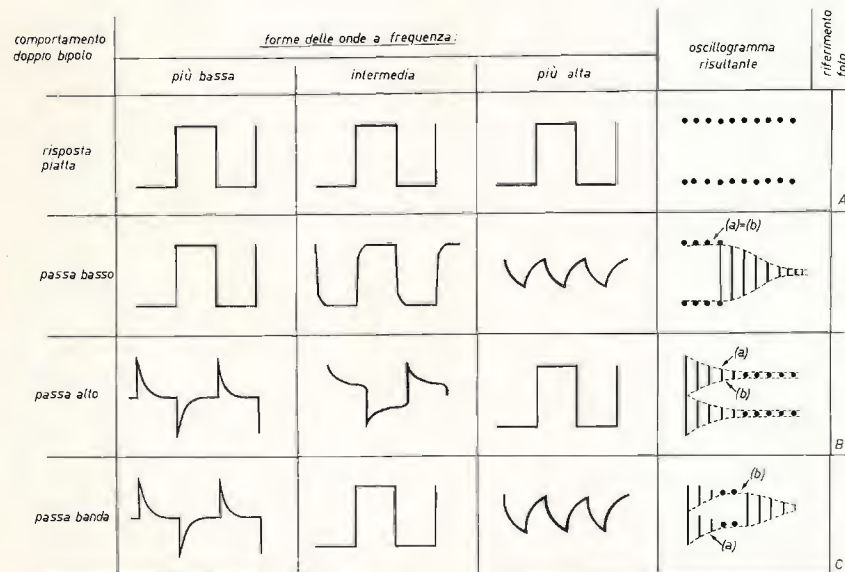 comportamento
doppio bipolo
forme delle onde a frequenza:
più bassa
intermedia
più alta
oscillogramma
risultante
riferimento
foto
risposta
piatta
A
passa basso
(a)=(b)
passa alto
(a)
(b)
B
passa banda
(b)
(a)
C